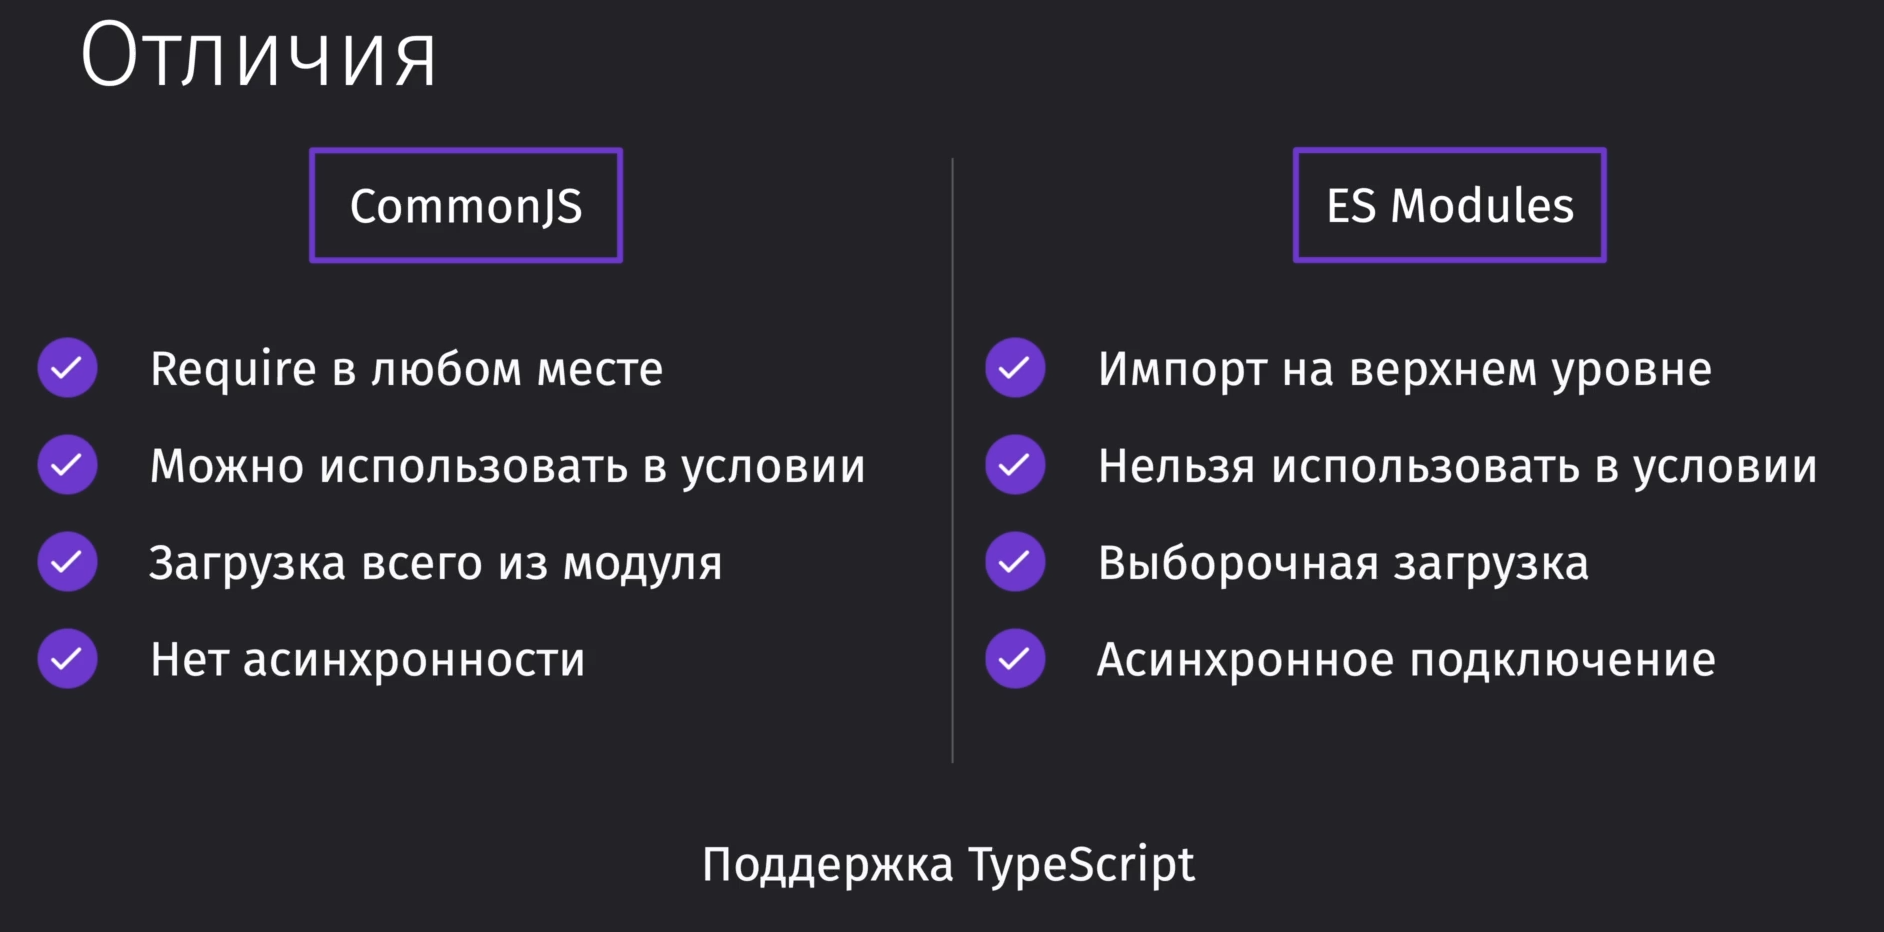 Отличия
CommonJS
Require в любом месте
Можно использовать в условии
Загрузка всего из модуля
Нет асинхронности
ES Modules
Импорт на верхнем уровне
Нельзя использовать в условии
Выборочная загрузка
Асинхронное подключение
Поддержка TypeScript